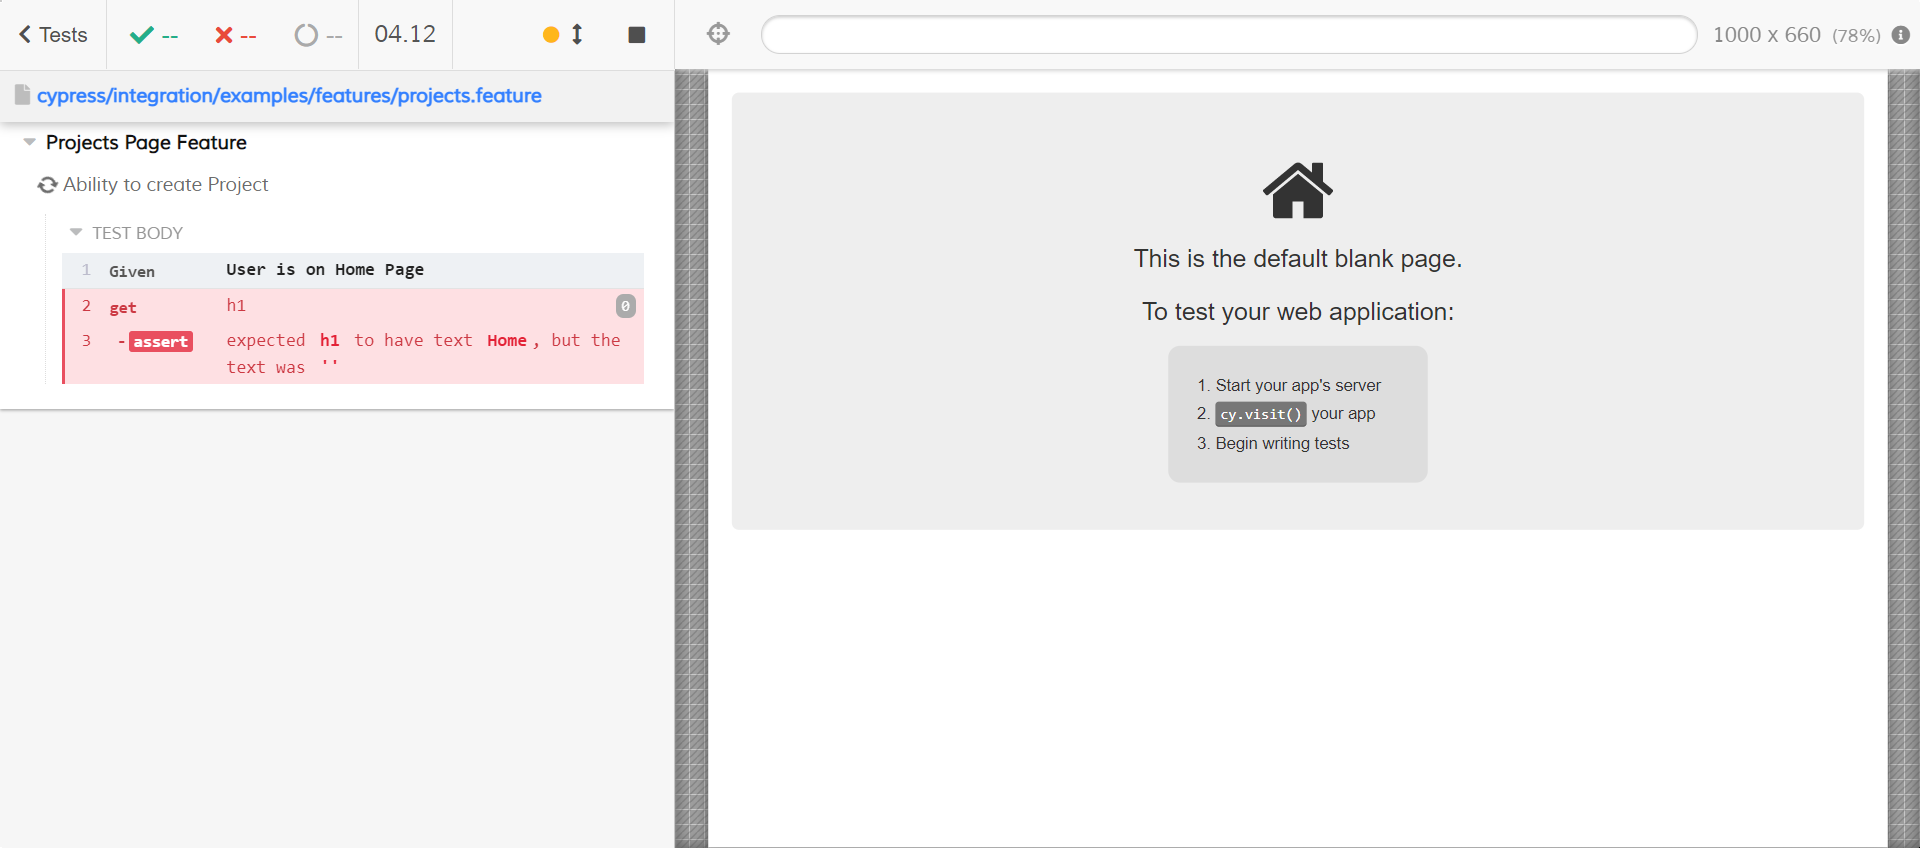 Tests -- -- -- 04.12 1000 x 660 (78%)
cypress/integration/examples/features/projects.feature
Projects Page Feature
Ability to create Project
TEST BODY
1 Given User is on Home Page
2 get h1 0
3 -assert expected h1 to have text Home, but the
text was ''
This is the default blank page.
To test your web application:
1. Start your app's server
2. cy.visit() your app
3. Begin writing tests